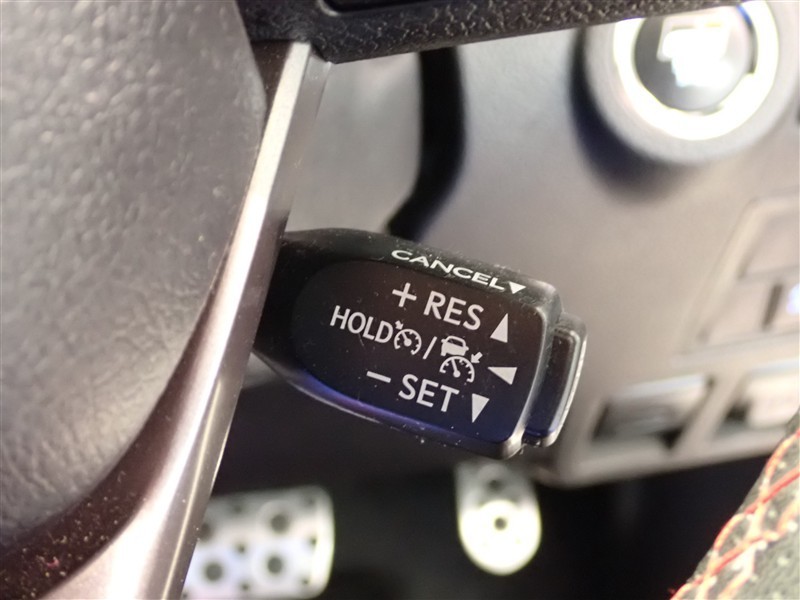 CANCEL▼
+ RES ▲
HOLD / ◀
− SET ▼